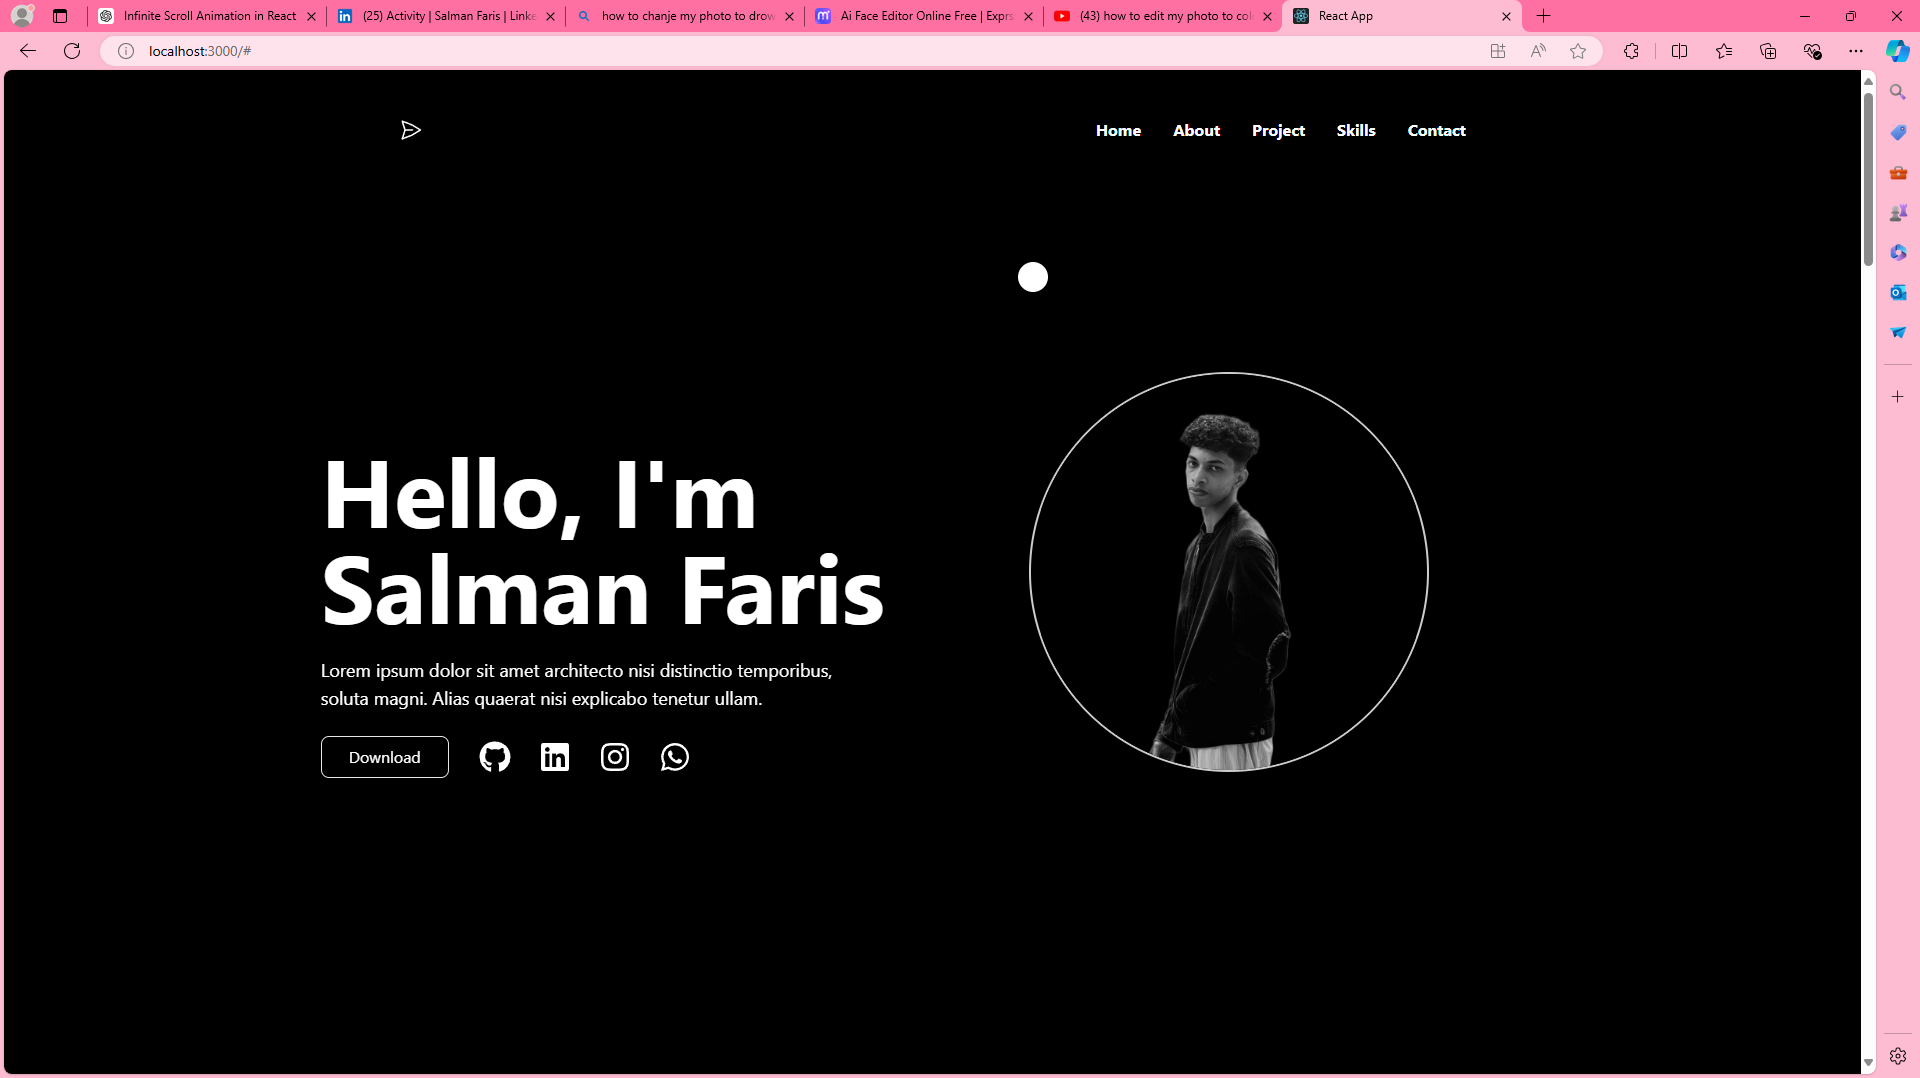 Infinite Scroll Animation in React
(25) Activity | Salman Faris | Linke
how to chanje my photo to drow
Ai Face Editor Online Free | Exprs
(43) how to edit my photo to col
React App
localhost:3000/#
Home About Project Skills Contact
Hello, I'm
Salman Faris
Lorem ipsum dolor sit amet architecto nisi distinctio temporibus,
soluta magni. Alias quaerat nisi explicabo tenetur ullam.
Download